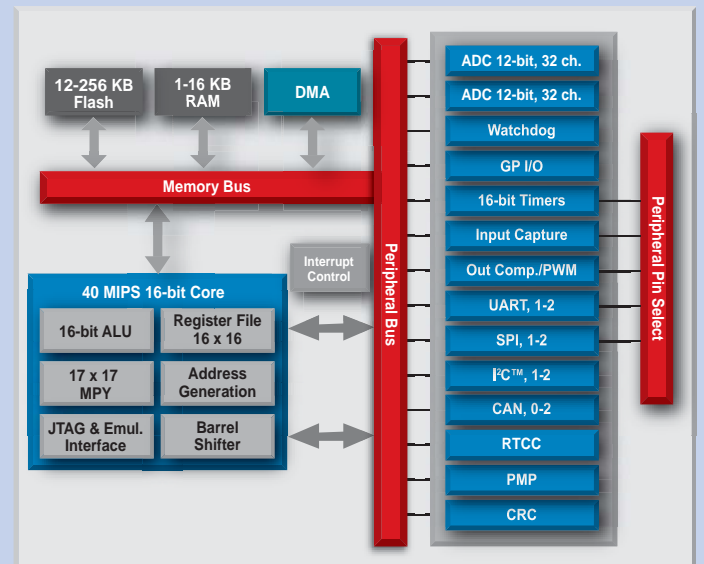 12-256 KB
Flash
1-16 KB
RAM
DMA
Memory Bus
Interrupt
Control
40 MIPS 16-bit Core
16-bit ALU
Register File
16 x 16
17 x 17
MPY
Address
Generation
JTAG & Emul.
Interface
Barrel
Shifter
Peripheral Bus
ADC 12-bit, 32 ch.
ADC 12-bit, 32 ch.
Watchdog
GP I/O
16-bit Timers
Input Capture
Out Comp./PWM
UART, 1-2
SPI, 1-2
I²C™, 1-2
CAN, 0-2
RTCC
PMP
CRC
Peripheral Pin Select